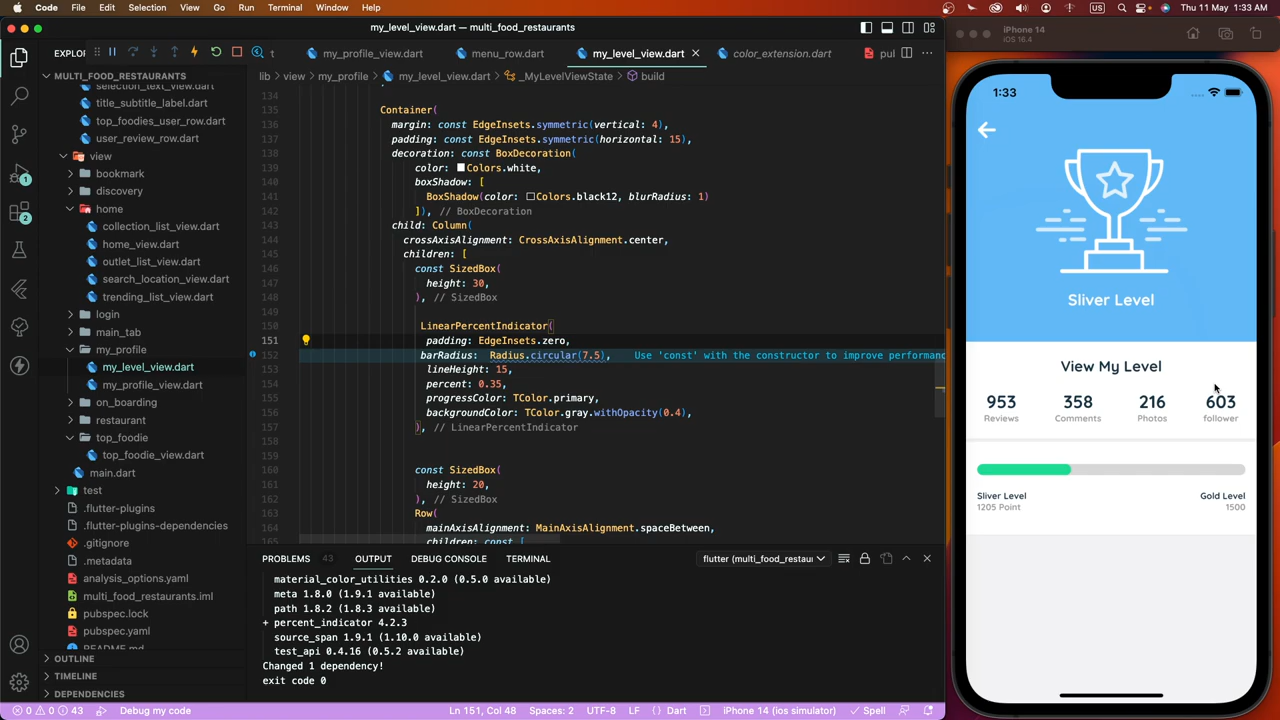 Code File Edit Selection View Go Run Terminal Window Help
US
Thu 11 May 1:33 AM
my_level_view.dart — multi_food_restaurants
EXPLOR
t
my_profile_view.dart
menu_row.dart
my_level_view.dart
color_extension.dart
pul
MULTI_FOOD_RESTAURANTS
selection_text_view.dart
title_subtitle_label.dart
top_foodies_user_row.dart
user_review_row.dart
view
bookmark
discovery
home
collection_list_view.dart
home_view.dart
outlet_list_view.dart
search_location_view.dart
trending_list_view.dart
login
main_tab
my_profile
my_level_view.dart
my_profile_view.dart
on_boarding
restaurant
top_foodie
top_foodie_view.dart
main.dart
test
.flutter-plugins
.flutter-plugins-dependencies
.gitignore
.metadata
analysis_options.yaml
multi_food_restaurants.iml
pubspec.lock
pubspec.yaml
README.md
OUTLINE
TIMELINE
DEPENDENCIES
1
2
lib > view > my_profile > my_level_view.dart > _MyLevelViewState > build
134
135 Container(
136 margin: const EdgeInsets.symmetric(vertical: 4),
137 padding: const EdgeInsets.symmetric(horizontal: 15),
138 decoration: const BoxDecoration(
139 color: Colors.white,
140 boxShadow: [
141 BoxShadow(color: Colors.black12, blurRadius: 1)
142 ]), // BoxDecoration
143 child: Column(
144 crossAxisAlignment: CrossAxisAlignment.center,
145 children: [
146 const SizedBox(
147 height: 30,
148 ), // SizedBox
149
150 LinearPercentIndicator(
151 padding: EdgeInsets.zero,
152 barRadius: Radius.circular(7.5), Use 'const' with the constructor to improve performanc
153 lineHeight: 15,
154 percent: 0.35,
155 progressColor: TColor.primary,
156 backgroundColor: TColor.gray.withOpacity(0.4),
157 ), // LinearPercentIndicator
158
159
160 const SizedBox(
161 height: 20,
162 ), // SizedBox
163 Row(
164 mainAxisAlignment: MainAxisAlignment.spaceBetween,
165 children: const [
PROBLEMS 43 OUTPUT DEBUG CONSOLE TERMINAL
flutter (multi_food_restaur
material_color_utilities 0.2.0 (0.5.0 available)
meta 1.8.0 (1.9.1 available)
path 1.8.2 (1.8.3 available)
+ percent_indicator 4.2.3
source_span 1.9.1 (1.10.0 available)
test_api 0.4.16 (0.5.2 available)
Changed 1 dependency!
exit code 0
0 0 43 Debug my code
Ln 151, Col 48 Spaces: 2 UTF-8 LF { } Dart iPhone 14 (ios simulator) Spell
iPhone 14
iOS 16.4
1:33
Sliver Level
View My Level
953 358 216 603
Reviews Comments Photos follower
Sliver Level Gold Level
1205 Point 1500